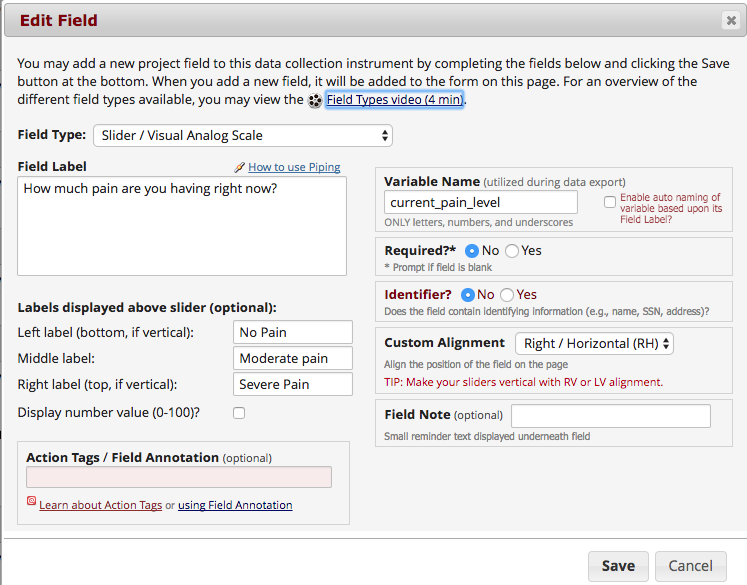 Edit Field
You may add a new project field to this data collection instrument by completing the fields below and clicking the Save
button at the bottom. When you add a new field, it will be added to the form on this page. For an overview of the
different field types available, you may view the Field Types video (4 min).
Field Type: Slider / Visual Analog Scale
Field Label How to use Piping
How much pain are you having right now?
Labels displayed above slider (optional):
Left label (bottom, if vertical): No Pain
Middle label: Moderate pain
Right label (top, if vertical): Severe Pain
Display number value (0-100)?
Action Tags / Field Annotation (optional)
Learn about Action Tags or using Field Annotation
Variable Name (utilized during data export)
current_pain_level
ONLY letters, numbers, and underscores
Enable auto naming of
variable based upon its
Field Label?
Required?* No Yes
* Prompt if field is blank
Identifier? No Yes
Does the field contain identifying information (e.g., name, SSN, address)?
Custom Alignment Right / Horizontal (RH)
Align the position of the field on the page
TIP: Make your sliders vertical with RV or LV alignment.
Field Note (optional)
Small reminder text displayed underneath field
Save Cancel